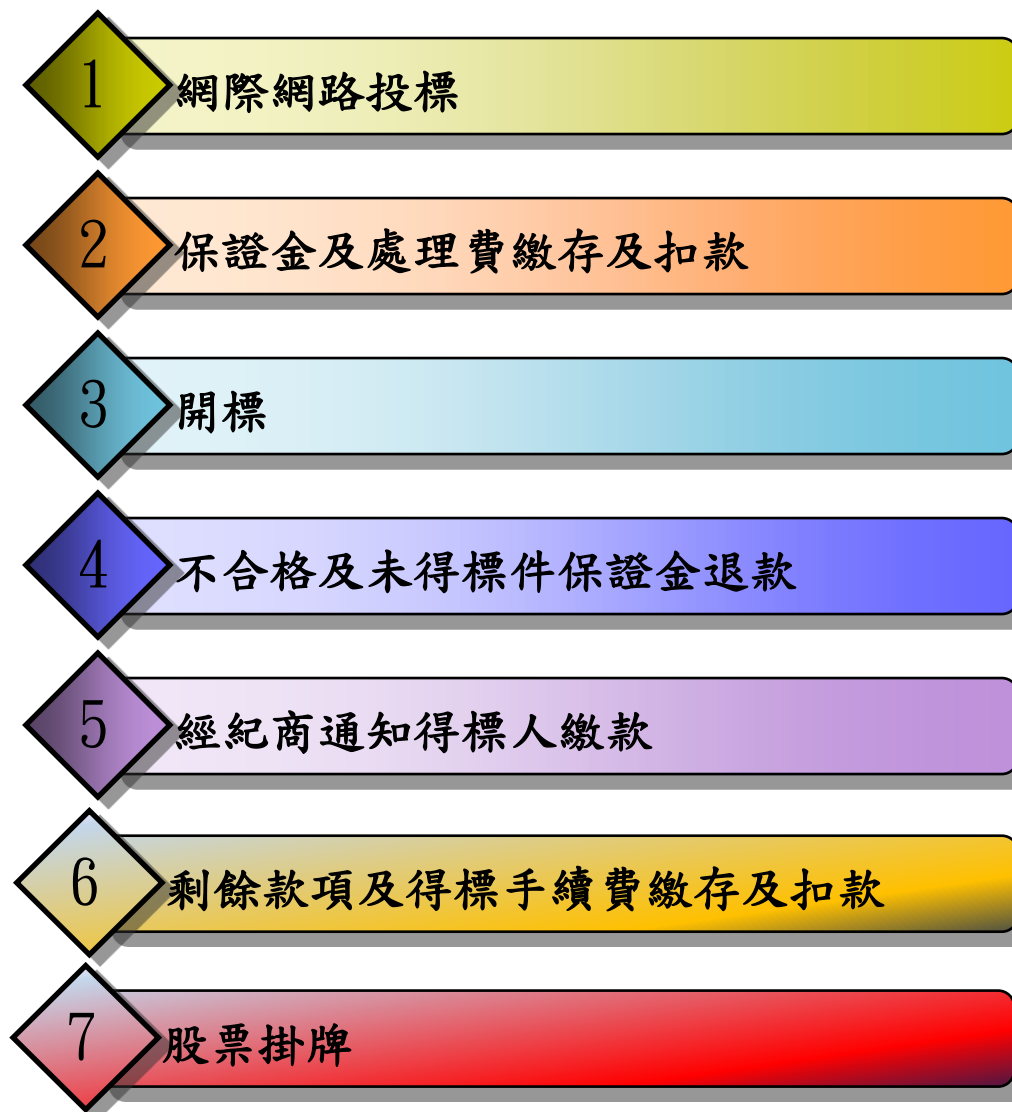 1 網際網路投標
2 保證金及處理費繳存及扣款
3 開標
4 不合格及未得標件保證金退款
5 經紀商通知得標人繳款
6 剩餘款項及得標手續費繳存及扣款
7 股票掛牌